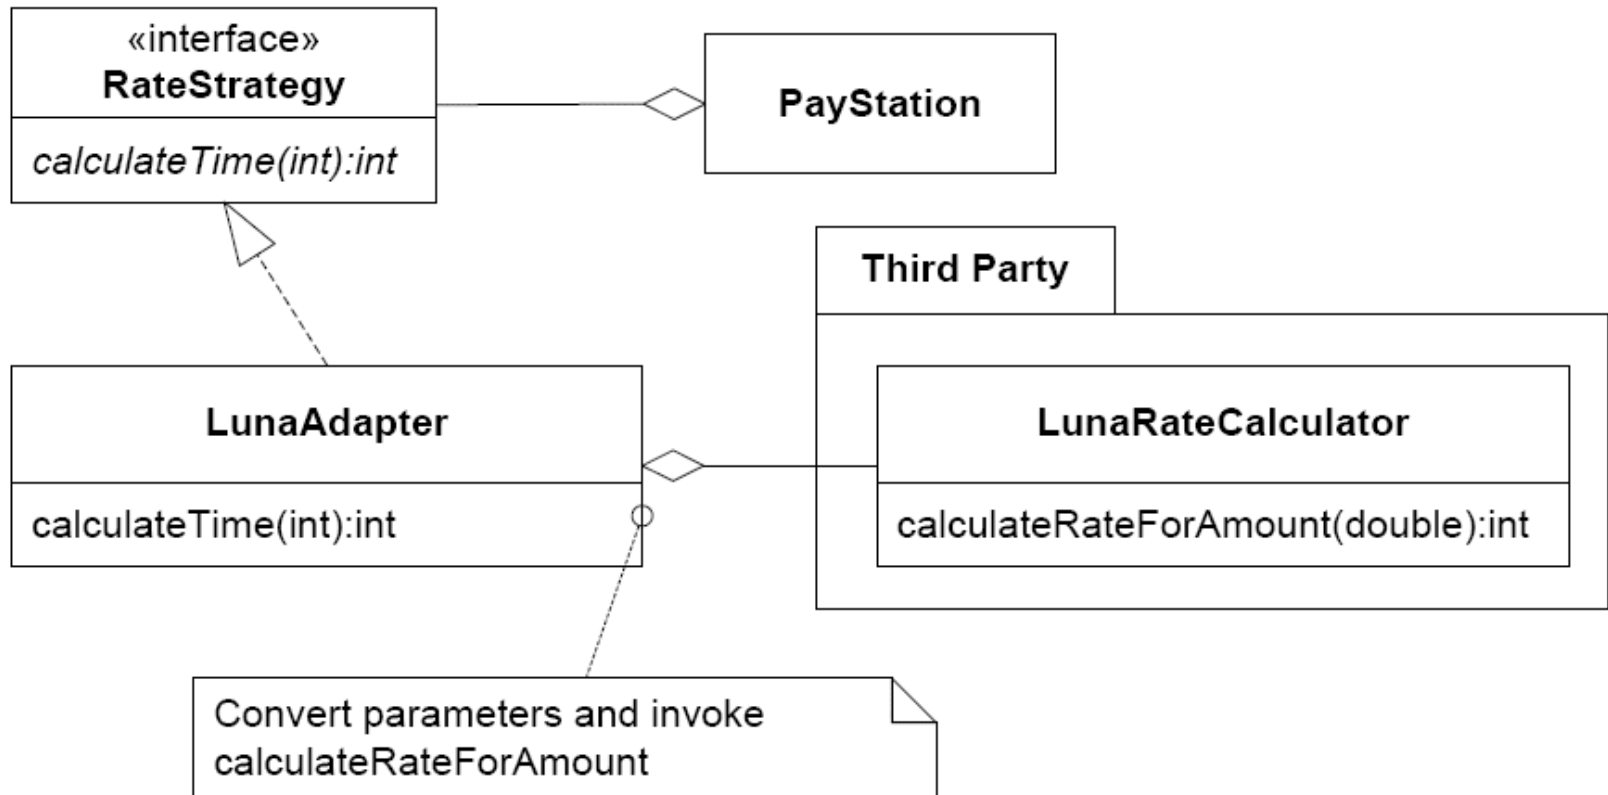 «interface»
RateStrategy
calculateTime(int):int
PayStation
Third Party
LunaAdapter
calculateTime(int):int
LunaRateCalculator
calculateRateForAmount(double):int
Convert parameters and invoke
calculateRateForAmount